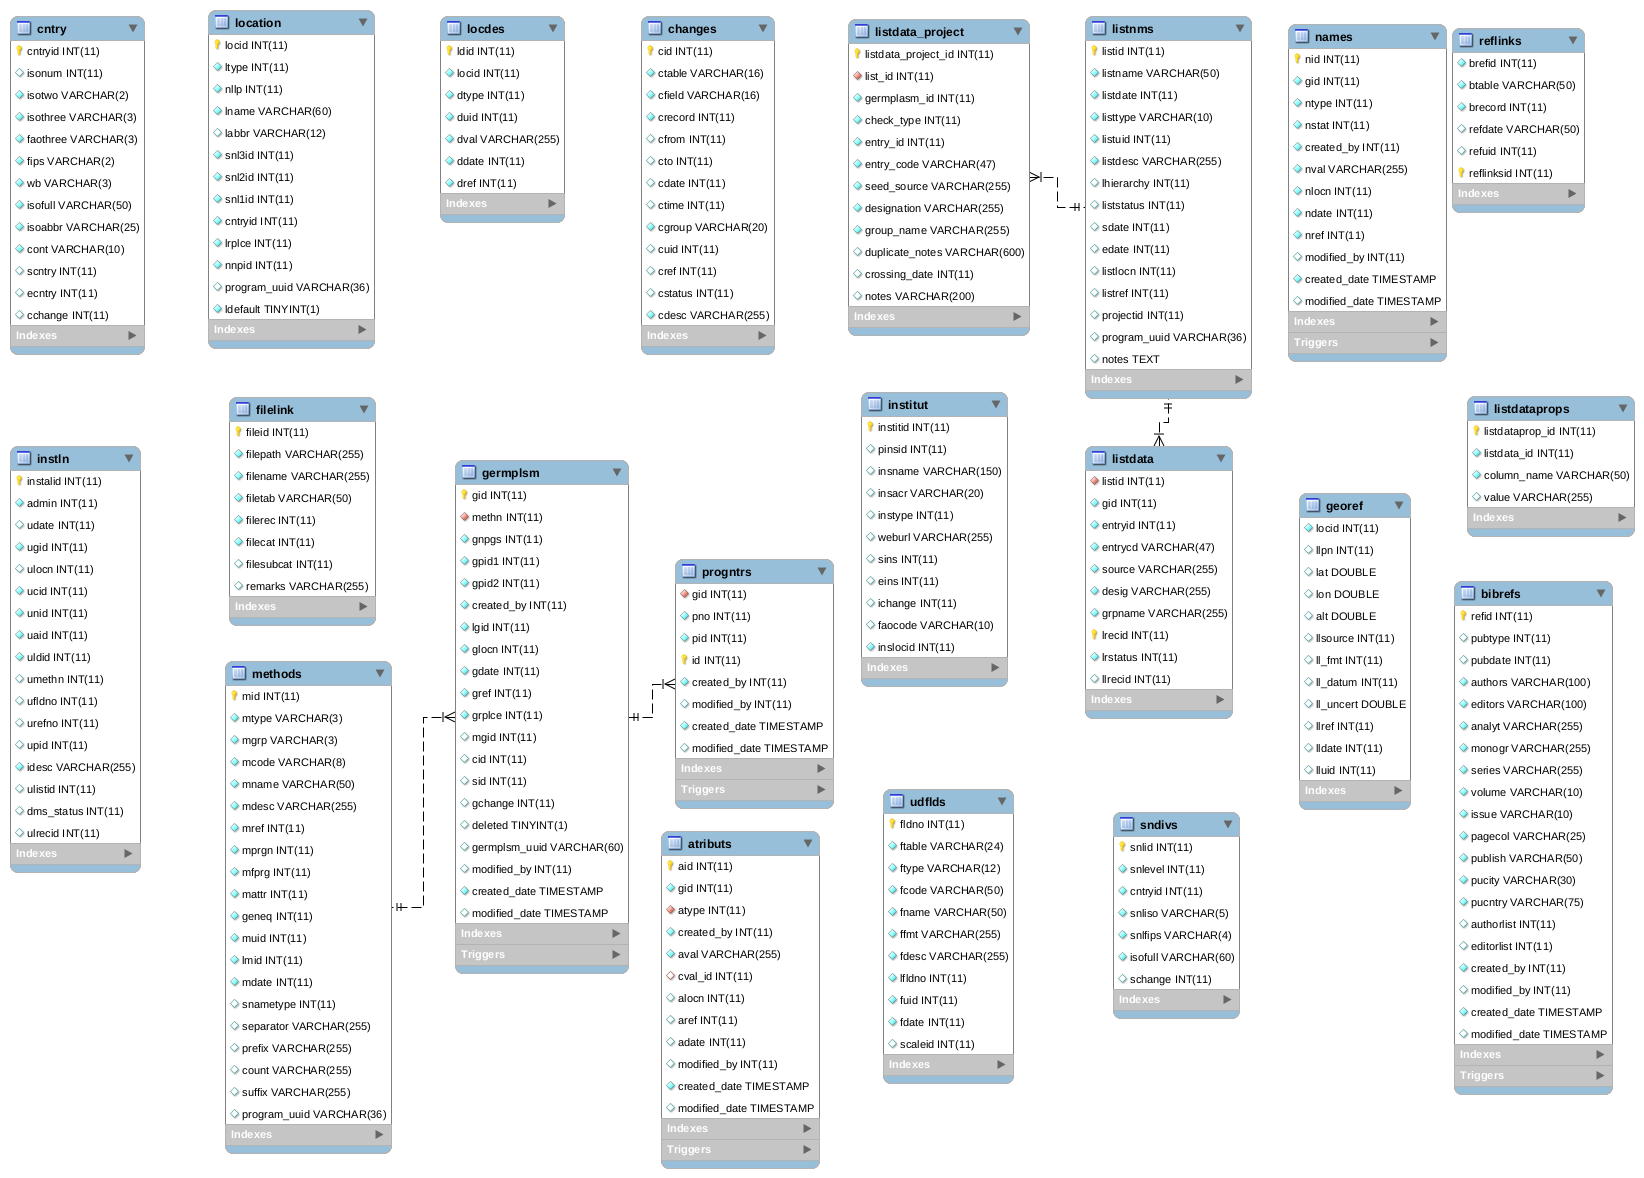 cntry
cntryid INT(11)
isonum INT(11)
isotwo VARCHAR(2)
isothree VARCHAR(3)
faothree VARCHAR(3)
fips VARCHAR(2)
wb VARCHAR(3)
isofull VARCHAR(50)
isoabbr VARCHAR(25)
cont VARCHAR(10)
scntry INT(11)
ecntry INT(11)
cchange INT(11)
Indexes
location
locid INT(11)
ltype INT(11)
nllp INT(11)
lname VARCHAR(60)
labbr VARCHAR(12)
snl3id INT(11)
snl2id INT(11)
snl1id INT(11)
cntryid INT(11)
lrplce INT(11)
nnpid INT(11)
program_uuid VARCHAR(36)
ldefault TINYINT(1)
Indexes
locdes
ldid INT(11)
locid INT(11)
dtype INT(11)
duid INT(11)
dval VARCHAR(255)
ddate INT(11)
dref INT(11)
Indexes
changes
cid INT(11)
ctable VARCHAR(16)
cfield VARCHAR(16)
crecord INT(11)
cfrom INT(11)
cto INT(11)
cdate INT(11)
ctime INT(11)
cgroup VARCHAR(20)
cuid INT(11)
cref INT(11)
cstatus INT(11)
cdesc VARCHAR(255)
Indexes
listdata_project
listdata_project_id INT(11)
list_id INT(11)
germplasm_id INT(11)
check_type INT(11)
entry_id INT(11)
entry_code VARCHAR(47)
seed_source VARCHAR(255)
designation VARCHAR(255)
group_name VARCHAR(255)
duplicate_notes VARCHAR(600)
crossing_date INT(11)
notes VARCHAR(200)
Indexes
listnms
listid INT(11)
listname VARCHAR(50)
listdate INT(11)
listtype VARCHAR(10)
listuid INT(11)
listdesc VARCHAR(255)
lhierarchy INT(11)
liststatus INT(11)
sdate INT(11)
edate INT(11)
listlocn INT(11)
listref INT(11)
projectid INT(11)
program_uuid VARCHAR(36)
notes TEXT
Indexes
names
nid INT(11)
gid INT(11)
ntype INT(11)
nstat INT(11)
created_by INT(11)
nval VARCHAR(255)
nlocn INT(11)
ndate INT(11)
nref INT(11)
modified_by INT(11)
created_date TIMESTAMP
modified_date TIMESTAMP
Indexes
Triggers
reflinks
brefid INT(11)
btable VARCHAR(50)
brecord INT(11)
refdate VARCHAR(50)
refuid INT(11)
reflinksid INT(11)
Indexes
instln
instalid INT(11)
admin INT(11)
udate INT(11)
ugid INT(11)
ulocn INT(11)
ucid INT(11)
unid INT(11)
uaid INT(11)
uldid INT(11)
umethn INT(11)
ufldno INT(11)
urefno INT(11)
upid INT(11)
idesc VARCHAR(255)
ulistid INT(11)
dms_status INT(11)
ulrecid INT(11)
Indexes
filelink
fileid INT(11)
filepath VARCHAR(255)
filename VARCHAR(255)
filetab VARCHAR(50)
filerec INT(11)
filecat INT(11)
filesubcat INT(11)
remarks VARCHAR(255)
Indexes
methods
mid INT(11)
mtype VARCHAR(3)
mgrp VARCHAR(3)
mcode VARCHAR(8)
mname VARCHAR(50)
mdesc VARCHAR(255)
mref INT(11)
mprgn INT(11)
mfprg INT(11)
mattr INT(11)
geneq INT(11)
muid INT(11)
lmid INT(11)
mdate INT(11)
snametype INT(11)
separator VARCHAR(255)
prefix VARCHAR(255)
count VARCHAR(255)
suffix VARCHAR(255)
program_uuid VARCHAR(36)
Indexes
germplsm
gid INT(11)
methn INT(11)
gnpgs INT(11)
gpid1 INT(11)
gpid2 INT(11)
created_by INT(11)
lgid INT(11)
glocn INT(11)
gdate INT(11)
gref INT(11)
grplce INT(11)
mgid INT(11)
cid INT(11)
sid INT(11)
gchange INT(11)
deleted TINYINT(1)
germplsm_uuid VARCHAR(60)
modified_by INT(11)
created_date TIMESTAMP
modified_date TIMESTAMP
Indexes
Triggers
progntrs
gid INT(11)
pno INT(11)
pid INT(11)
id INT(11)
created_by INT(11)
modified_by INT(11)
created_date TIMESTAMP
modified_date TIMESTAMP
Indexes
Triggers
atributs
aid INT(11)
gid INT(11)
atype INT(11)
created_by INT(11)
aval VARCHAR(255)
cval_id INT(11)
alocn INT(11)
aref INT(11)
adate INT(11)
modified_by INT(11)
created_date TIMESTAMP
modified_date TIMESTAMP
Indexes
Triggers
institut
institid INT(11)
pinsid INT(11)
insname VARCHAR(150)
insacr VARCHAR(20)
instype INT(11)
weburl VARCHAR(255)
sins INT(11)
eins INT(11)
ichange INT(11)
faocode VARCHAR(10)
inslocid INT(11)
Indexes
udflds
fldno INT(11)
ftable VARCHAR(24)
ftype VARCHAR(12)
fcode VARCHAR(50)
fname VARCHAR(50)
ffmt VARCHAR(255)
fdesc VARCHAR(255)
lfldno INT(11)
fuid INT(11)
fdate INT(11)
scaleid INT(11)
Indexes
listdata
listid INT(11)
gid INT(11)
entryid INT(11)
entrycd VARCHAR(47)
source VARCHAR(255)
desig VARCHAR(255)
grpname VARCHAR(255)
lrecid INT(11)
lrstatus INT(11)
llrecid INT(11)
Indexes
sndivs
snlid INT(11)
snlevel INT(11)
cntryid INT(11)
snliso VARCHAR(5)
snlfips VARCHAR(4)
isofull VARCHAR(60)
schange INT(11)
Indexes
georef
locid INT(11)
llpn INT(11)
lat DOUBLE
lon DOUBLE
alt DOUBLE
llsource INT(11)
ll_fmt INT(11)
ll_datum INT(11)
ll_uncert DOUBLE
llref INT(11)
lldate INT(11)
lluid INT(11)
Indexes
listdataprops
listdataprop_id INT(11)
listdata_id INT(11)
column_name VARCHAR(50)
value VARCHAR(255)
Indexes
bibrefs
refid INT(11)
pubtype INT(11)
pubdate INT(11)
authors VARCHAR(100)
editors VARCHAR(100)
analyt VARCHAR(255)
monogr VARCHAR(255)
series VARCHAR(255)
volume VARCHAR(10)
issue VARCHAR(10)
pagecol VARCHAR(25)
publish VARCHAR(50)
pucity VARCHAR(30)
pucntry VARCHAR(75)
authorlist INT(11)
editorlist INT(11)
created_by INT(11)
modified_by INT(11)
created_date TIMESTAMP
modified_date TIMESTAMP
Indexes
Triggers